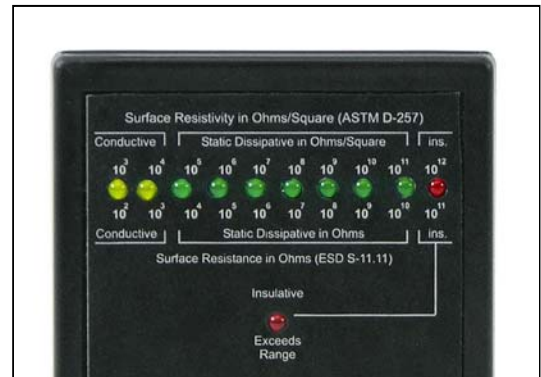 Surface Resistivity in Ohms/Square (ASTM D-257)
Conductive Static Dissipative in Ohms/Square ins.
10³ 10⁴ 10⁵ 10⁶ 10⁷ 10⁸ 10⁹ 10¹⁰ 10¹¹ 10¹²
10² 10³ 10⁴ 10⁵ 10⁶ 10⁷ 10⁸ 10⁹ 10¹⁰ 10¹¹
Conductive Static Dissipative in Ohms ins.
Surface Resistance in Ohms (ESD S-11.11)
Insulative
Exceeds
Range